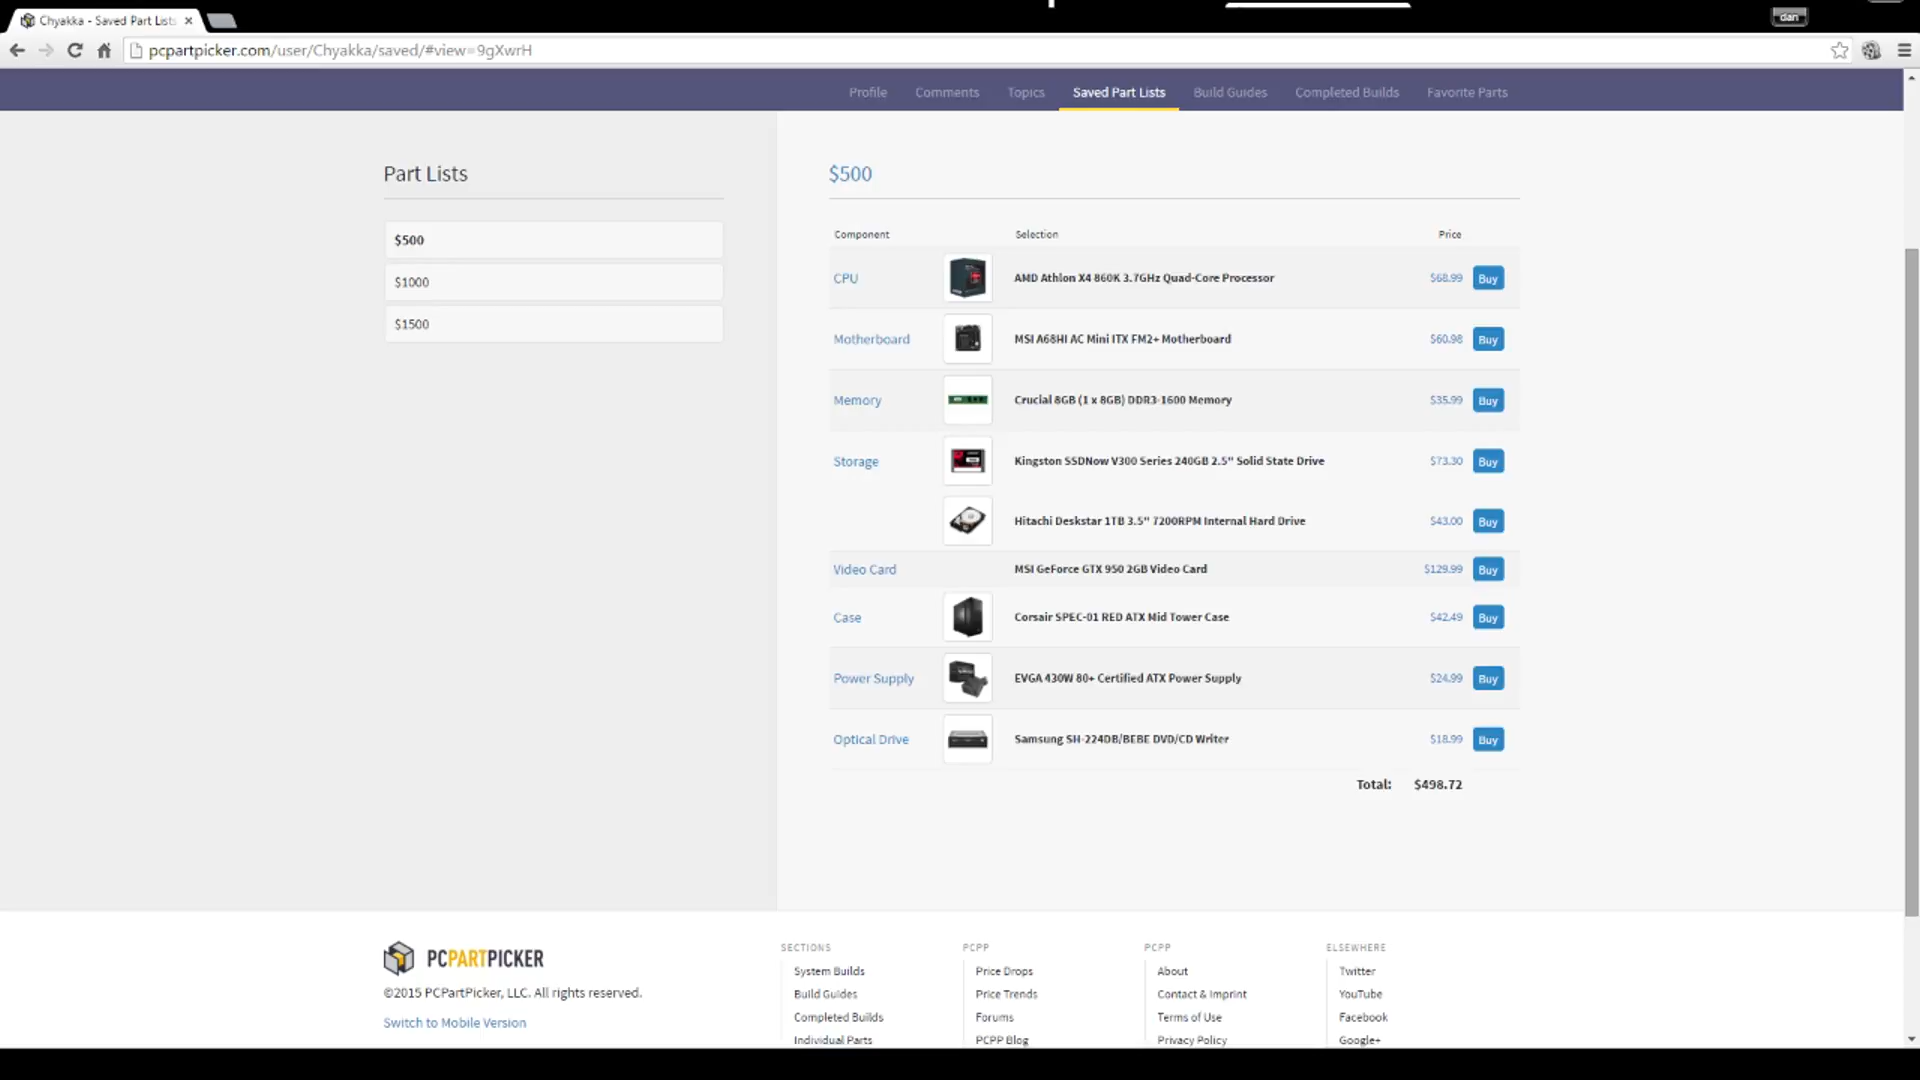 Chyakka - Saved Part Lists
dan
pcpartpicker.com/user/Chyakka/saved/#view=9gXwrH
Profile Comments Topics Saved Part Lists Build Guides Completed Builds Favorite Parts
Part Lists
$500
$1000
$1500
$500
Component Selection Price
CPU AMD Athlon X4 860K 3.7GHz Quad-Core Processor $68.99 Buy
Motherboard MSI A68HI AC Mini ITX FM2+ Motherboard $60.98 Buy
Memory Crucial 8GB (1 x 8GB) DDR3-1600 Memory $35.99 Buy
Storage Kingston SSDNow V300 Series 240GB 2.5" Solid State Drive $73.30 Buy
Hitachi Deskstar 1TB 3.5" 7200RPM Internal Hard Drive $43.00 Buy
Video Card MSI GeForce GTX 950 2GB Video Card $129.99 Buy
Case Corsair SPEC-01 RED ATX Mid Tower Case $42.49 Buy
Power Supply EVGA 430W 80+ Certified ATX Power Supply $24.99 Buy
Optical Drive Samsung SH-224DB/BEBE DVD/CD Writer $18.99 Buy
Total: $498.72
PCPARTPICKER
©2015 PCPartPicker, LLC. All rights reserved.
Switch to Mobile Version
SECTIONS
System Builds
Build Guides
Completed Builds
Individual Parts
PCPP
Price Drops
Price Trends
Forums
PCPP Blog
PCPP
About
Contact & Imprint
Terms of Use
Privacy Policy
ELSEWHERE
Twitter
YouTube
Facebook
Google+